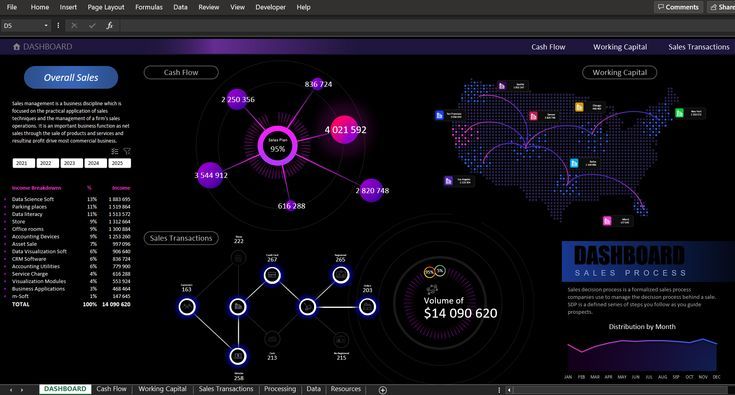 File Home Insert Page Layout Formulas Data Review View Developer Help Comments Share
D5 fx
DASHBOARD Cash Flow Working Capital Sales Transactions
Overall Sales
Sales management is a business discipline which is
focused on the practical application of sales
techniques and the management of a firm's sales
operations. It is an important business function as net
sales through the sale of products and services and
resulting profit drive most commercial business.
2021 2022 2023 2024 2025
Income Breakdowm % Income
Data Science Soft 13% 1 883 695
Parking places 11% 1 519 864
Data literacy 11% 1 513 572
Store 9% 1 312 664
Office rooms 9% 1 300 884
Accounting Devices 9% 1 253 260
Asset Sale 7% 997 096
Data Visualization Soft 6% 906 640
CRM Software 6% 836 724
Accounting Utilities 6% 779 900
Service Charge 4% 616 288
Visualization Modules 4% 553 924
Business Applications 3% 468 464
m-Soft 1% 147 645
TOTAL 100% 14 090 620
Cash Flow
836 724
2 250 356
4 021 592
Sales Plan
95%
3 544 912
2 820 748
616 288
Working Capital
Sales Transactions
222
267
265
163
203
213
No-Registered
215
258
95% 5%
Volume of
$14 090 620
DASHBOARD
SALES PROCESS
Sales decision process is a formalized sales process
companies use to manage the decision process behind a sale.
SDP is a defined series of steps you follow as you guide
prospects.
Distribution by Month
JAN FEB MAR APR MAY JUN JUL AUG SEP OCT NOV DEC
DASHBOARD Cash Flow Working Capital Sales Transactions Processing Data Resources